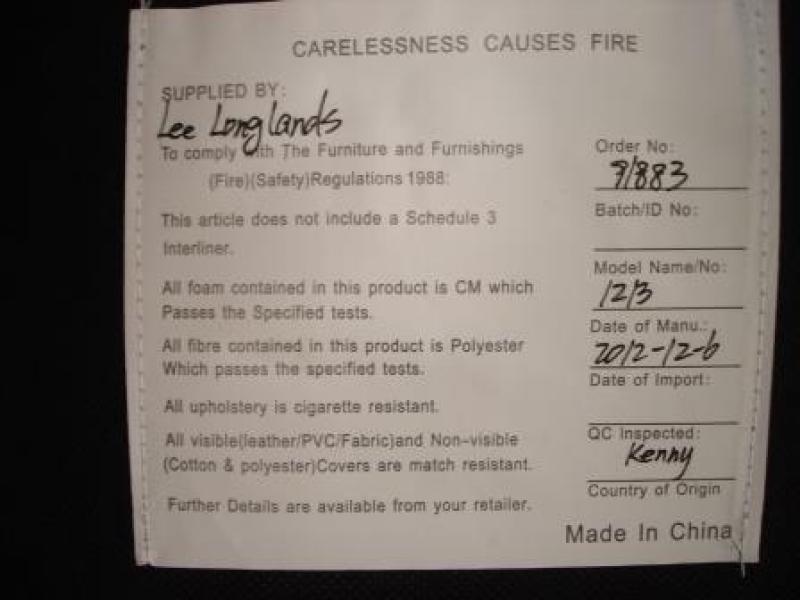 CARELESSNESS CAUSES FIRE
SUPPLIED BY:
Lee Longlands
To comply with The Furniture and Furnishings
(Fire)(Safety)Regulations 1988:
This article does not include a Schedule 3
Interliner.
All foam contained in this product is CM which
Passes the Specified tests.
All fibre contained in this product is Polyester
Which passes the specified tests.
All upholstery is cigarette resistant.
All visible(leather/PVC/Fabric)and Non-visible
(Cotton & polyester)Covers are match resistant.
Further Details are available from your retailer.
Order No:
9/883
Batch/ID No:
Model Name/No:
1213
Date of Manu.:
2012-12-6
Date of Import:
QC Inspected:
Kenny
Country of Origin
Made In China